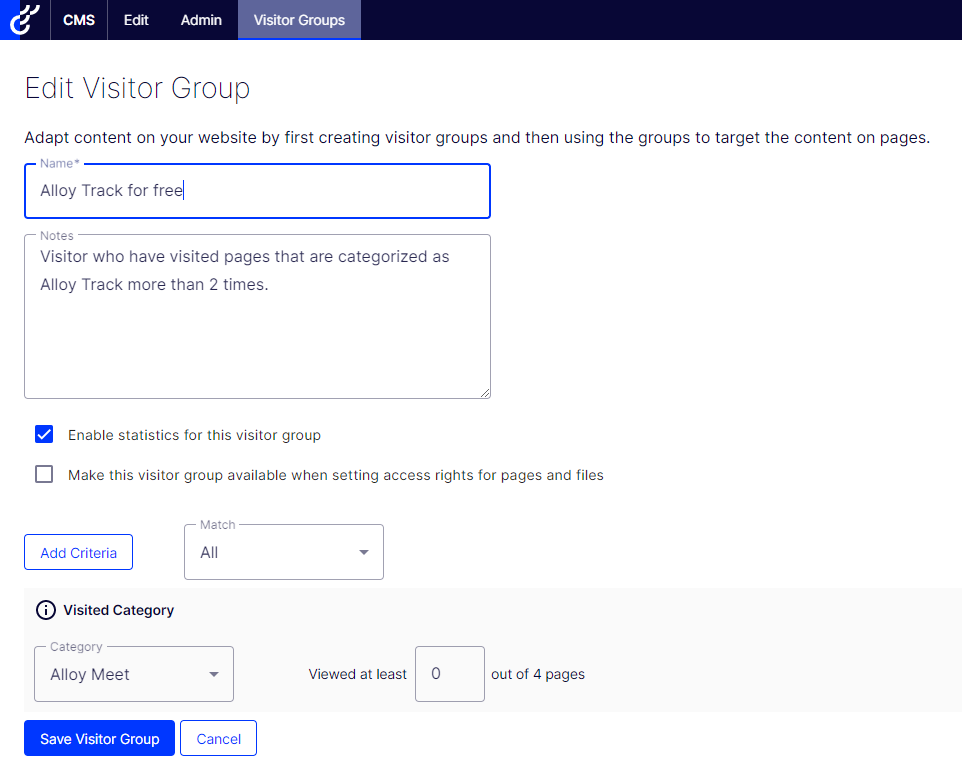 CMS Edit Admin Visitor Groups
Edit Visitor Group
Adapt content on your website by first creating visitor groups and then using the groups to target the content on pages.
Name*
Alloy Track for free
Notes
Visitor who have visited pages that are categorized as
Alloy Track more than 2 times.
Enable statistics for this visitor group
Make this visitor group available when setting access rights for pages and files
Match
Add Criteria All
Visited Category
Category
Alloy Meet Viewed at least 0 out of 4 pages
Save Visitor Group Cancel